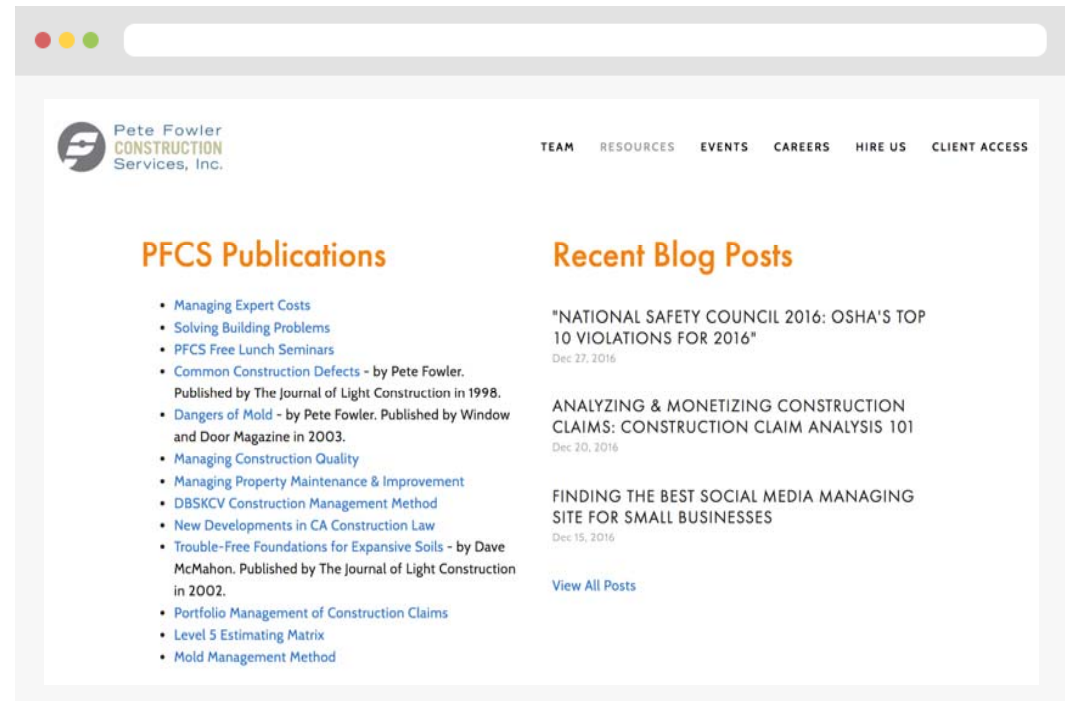 Pete Fowler
CONSTRUCTION
Services, Inc.
TEAM RESOURCES EVENTS CAREERS HIRE US CLIENT ACCESS
PFCS Publications
• Managing Expert Costs
• Solving Building Problems
• PFCS Free Lunch Seminars
• Common Construction Defects - by Pete Fowler.
Published by The Journal of Light Construction in 1998.
• Dangers of Mold - by Pete Fowler. Published by Window
and Door Magazine in 2003.
• Managing Construction Quality
• Managing Property Maintenance & Improvement
• DBSKCV Construction Management Method
• New Developments in CA Construction Law
• Trouble-Free Foundations for Expansive Soils - by Dave
McMahon. Published by The Journal of Light Construction
in 2002.
• Portfolio Management of Construction Claims
• Level 5 Estimating Matrix
• Mold Management Method
Recent Blog Posts
"NATIONAL SAFETY COUNCIL 2016: OSHA'S TOP
10 VIOLATIONS FOR 2016"
Dec 27, 2016
ANALYZING & MONETIZING CONSTRUCTION
CLAIMS: CONSTRUCTION CLAIM ANALYSIS 101
Dec 20, 2016
FINDING THE BEST SOCIAL MEDIA MANAGING
SITE FOR SMALL BUSINESSES
Dec 15, 2016
View All Posts